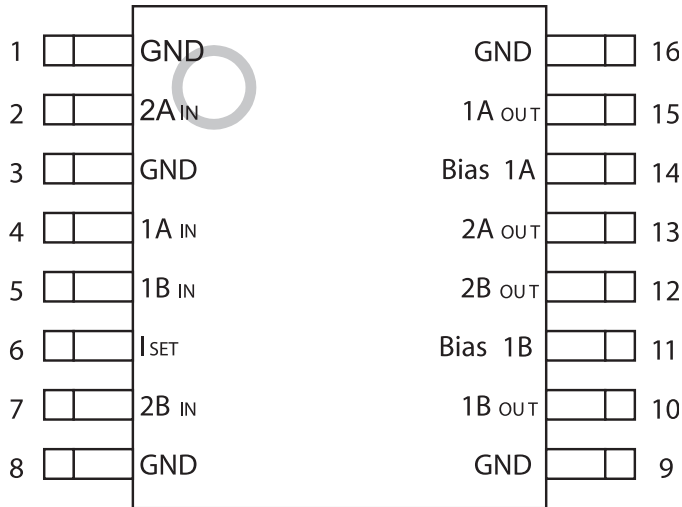 1 GND GND 16
2 2A IN 1A OUT 15
3 GND Bias 1A 14
4 1A IN 2A OUT 13
5 1B IN 2B OUT 12
6 I SET Bias 1B 11
7 2B IN 1B OUT 10
8 GND GND 9